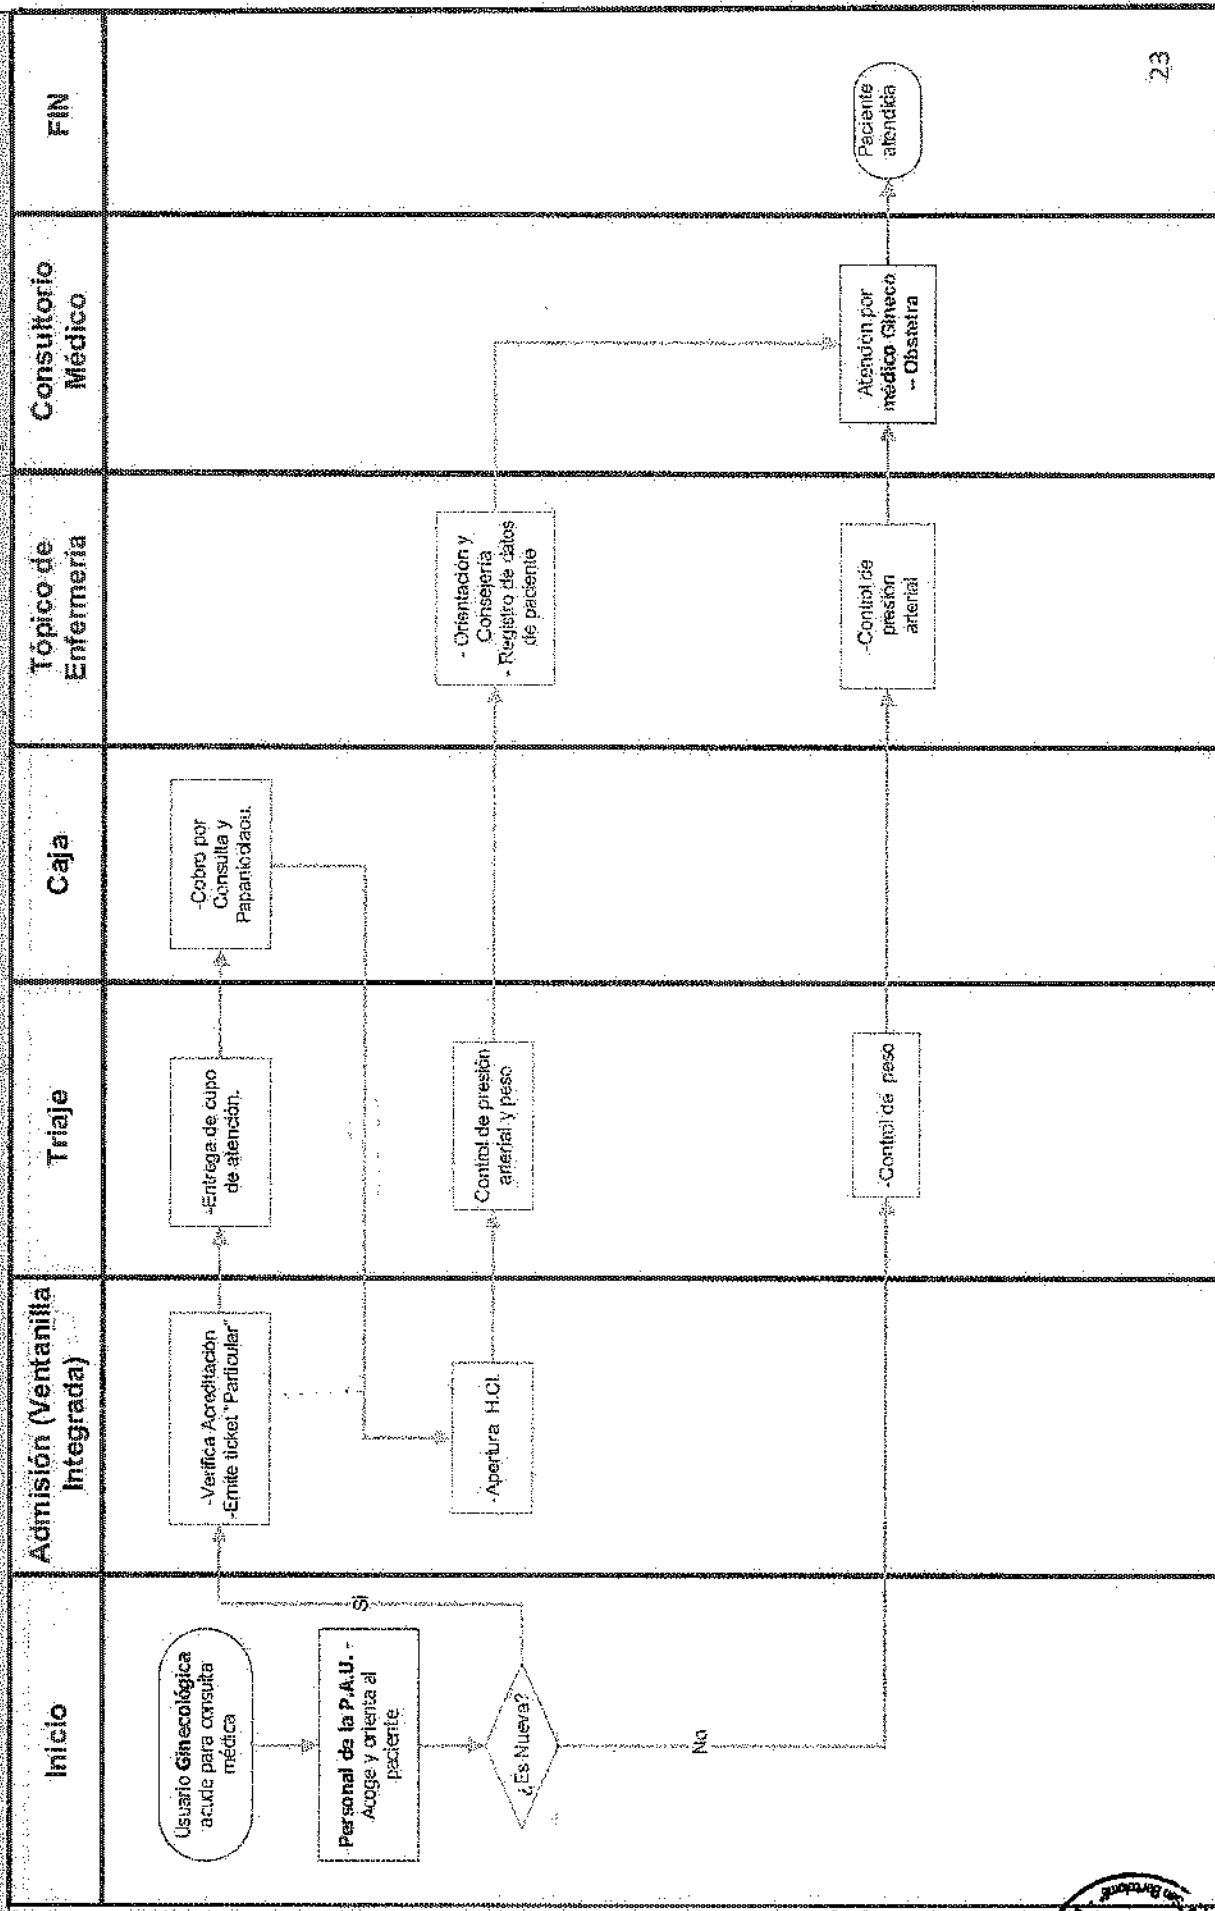 Inicio
Admisión (Ventanilla
Integrada)
Triaje
Caja
Tópico de
Enfermería
Consultorio
Médico
FIN
Usuario Ginecológica
acude para consulta
médica
Personal de la P.A.U. -
Acoge y orienta al
paciente
¿Es Nueva?
Si
No
-Verifica Acreditación
-Emite ticket "Particular"
-Entrega de cupo
de atención.
-Cobro por
Consulta y
Papanicolaou.
-Apertura H.Cl.
Control de presión
arterial y peso
- Orientación y
Consejería
- Registro de datos
de paciente
-Control de peso
-Control de
presión
arterial
Atención por
médico Gineco
- Obstetra
Paciente
atendida
23
San Bartolomé